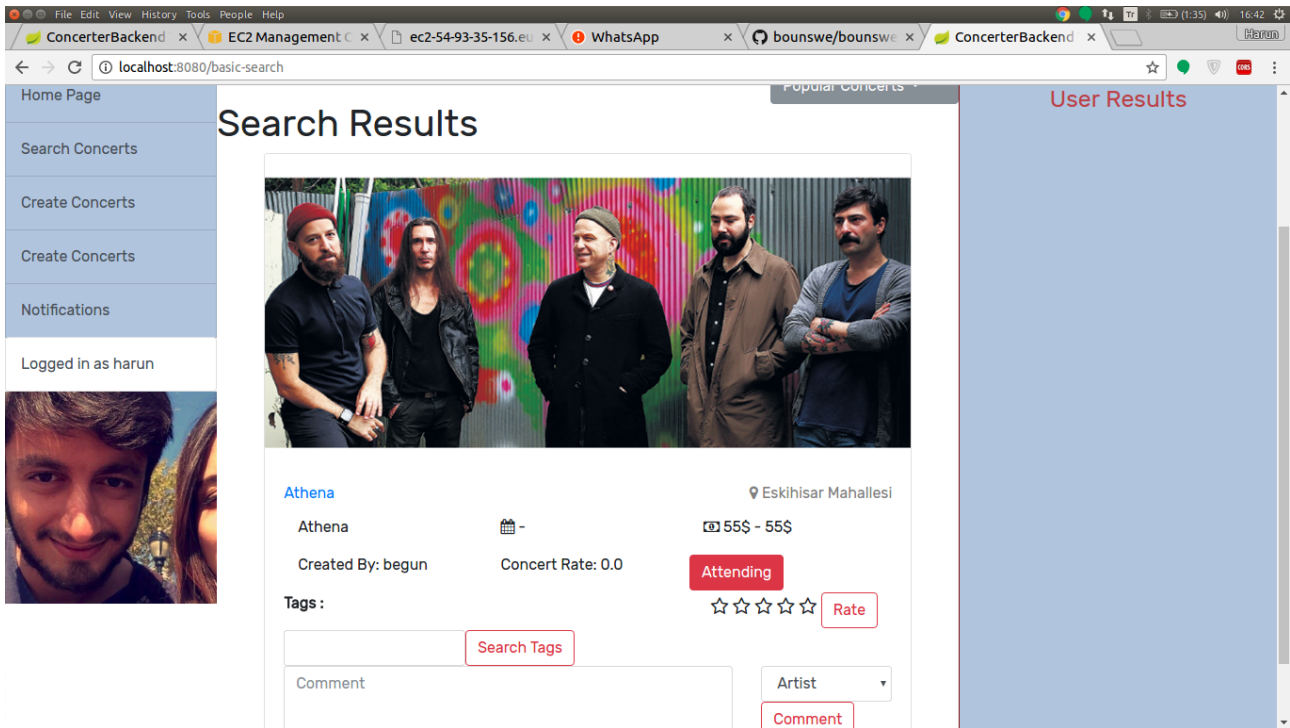 File Edit View History Tools People Help
Tr (1:35) 16:42
ConcerterBackend × EC2 Management C × ec2-54-93-35-156.eu × WhatsApp × bounswe/bounswe × ConcerterBackend × Harun
localhost:8080/basic-search CORS
Home Page
Search Concerts
Create Concerts
Create Concerts
Notifications
Logged in as harun
Popular Concerts
Search Results
Athena
Eskihisar Mahallesi
Athena
-
55$ - 55$
Created By: begun
Concert Rate: 0.0
Attending
Tags :
Rate
Search Tags
Comment
Artist
Comment
User Results